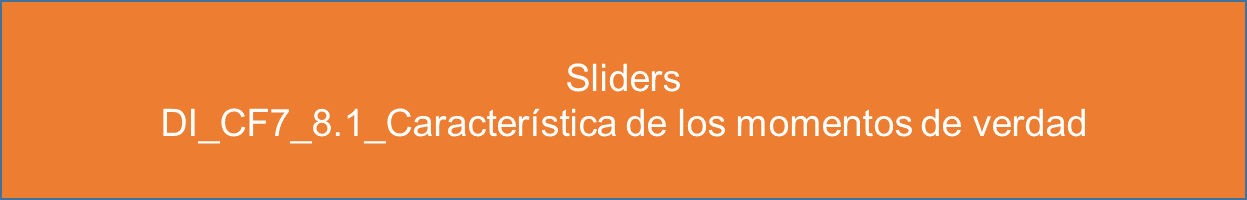 Sliders
DI_CF7_8.1_Característica de los momentos de verdad